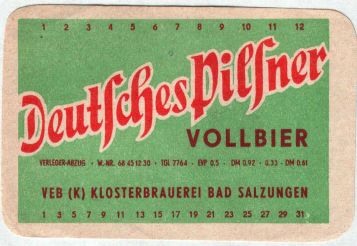 1 2 3 4 5 6 7 8 9 10 11 12
Deutſches Pilſner
VOLLBIER
VERLEGER-ABZUG · W.-NR. 68 45 12 30 · TGL 7764 · EVP 0.5 · DM 0.92 · 0.33 · DM 0.61
VEB (K) KLOSTERBRAUEREI BAD SALZUNGEN
1 3 5 7 9 11 13 15 17 19 21 23 25 27 29 31